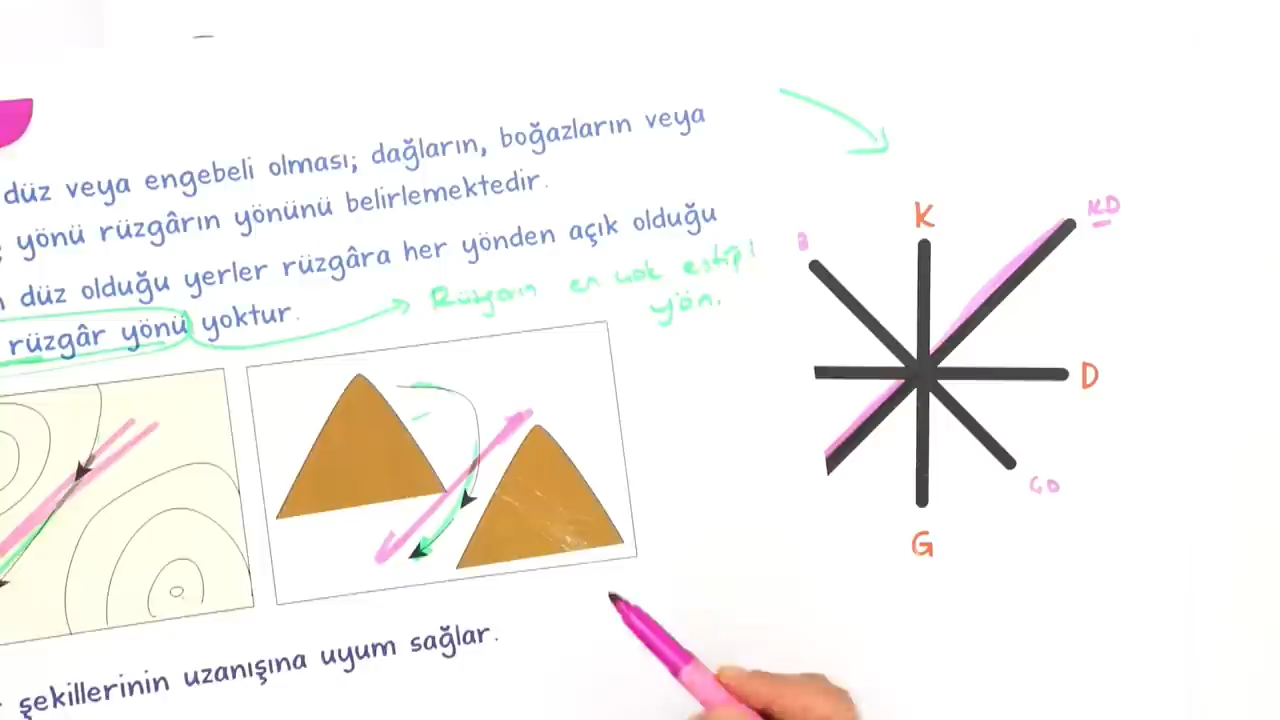 düz veya engebeli olması; dağların, boğazların veya
yönü rüzgârın yönünü belirlemektedir.
düz olduğu yerler rüzgâra her yönden açık olduğu
rüzgâr yönü yoktur.
Rüzgarın en çok estiği
yön.
şekillerinin uzanışına uyum sağlar.
K
KD
D
GD
G